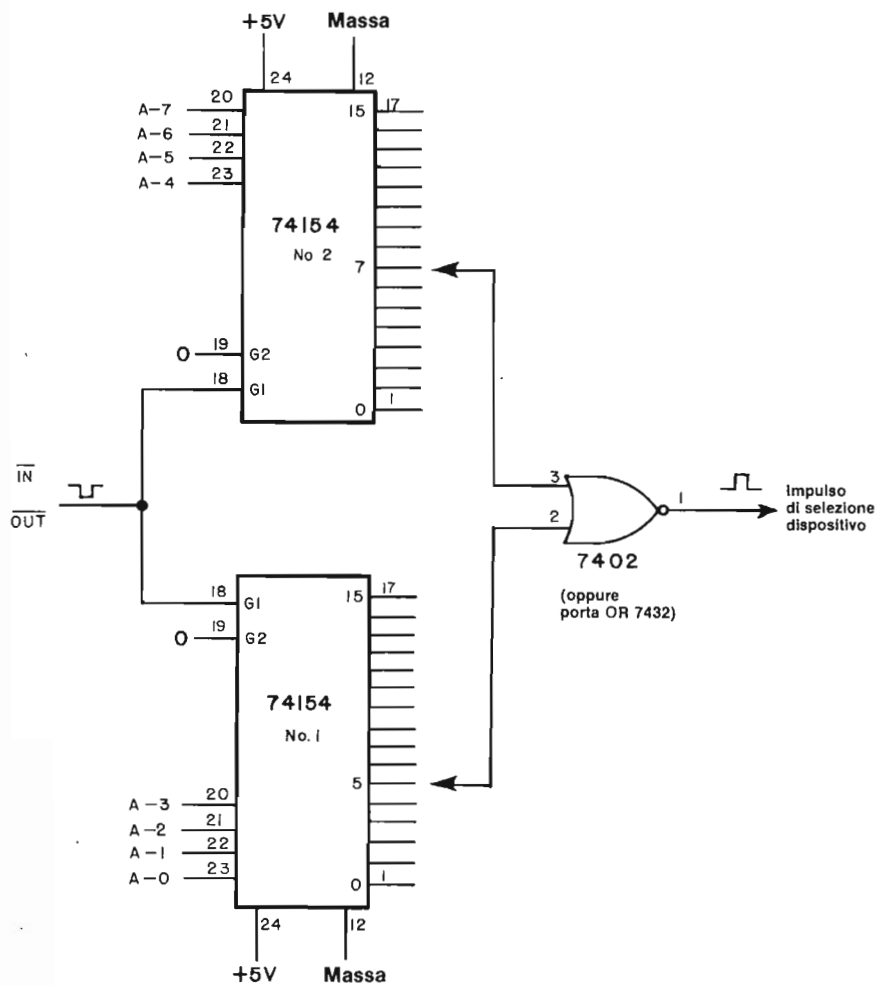 +5V Massa
24 12
A-7 20
A-6 21
A-5 22
A-4 23
15 17
74154
No 2
7
0 19 G2
18 G1
0 1
IN
OUT
3
2
1
Impulso
di selezione
dispositivo
7402
(oppure
porta OR 7432)
18 G1
0 19 G2
15 17
74154
No. 1
5
A-3 20
A-2 21
A-1 22
A-0 23
0 1
24 12
+5V Massa